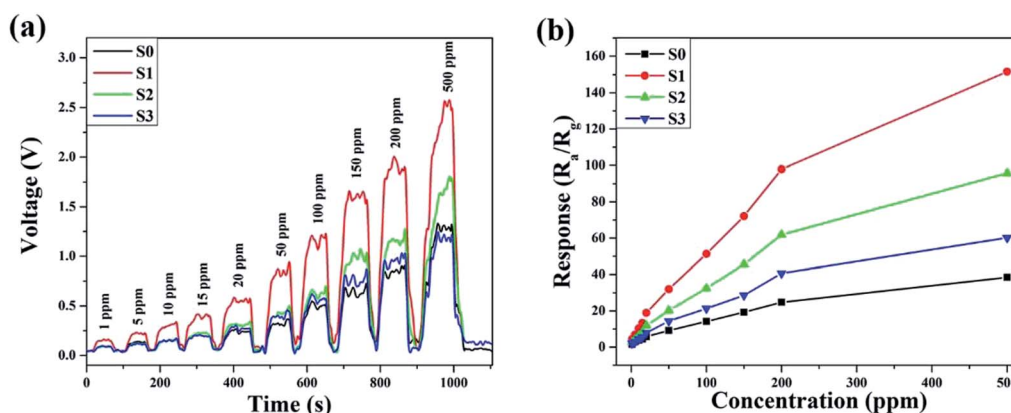 (a)
S0
S1
S2
S3
1 ppm
5 ppm
10 ppm
15 ppm
20 ppm
50 ppm
100 ppm
150 ppm
200 ppm
500 ppm
3.0
2.5
2.0
1.5
1.0
0.5
0.0
Voltage (V)
0 200 400 600 800 1000
Time (s)
(b)
S0
S1
S2
S3
160
140
120
100
80
60
40
20
0
Response (Ra/Rg)
0 100 200 300 400
Concentration (ppm)